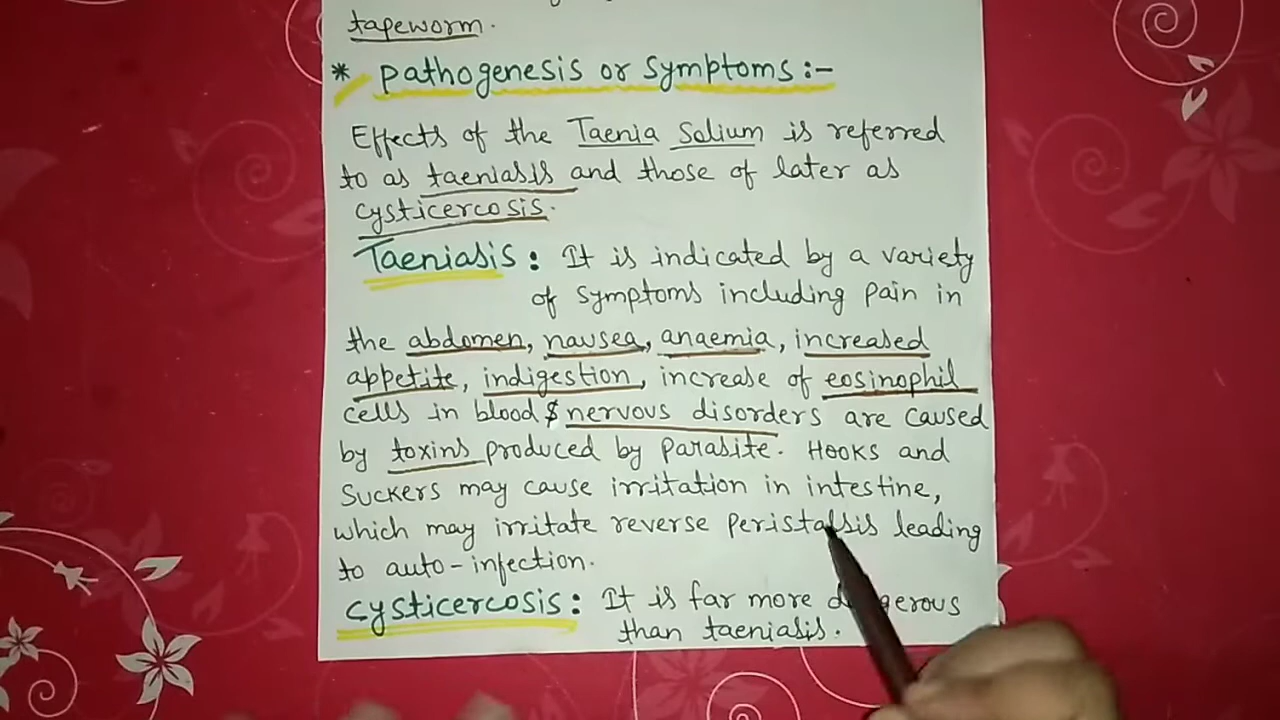 tapeworm.
* Pathogenesis or Symptoms :-
Effects of the Taenia Solium is referred
to as taeniasis and those of later as
cysticercosis.
Taeniasis : It is indicated by a variety
of symptoms including pain in
the abdomen, nausea, anaemia, increased
appetite, indigestion, increase of eosinophil
cells in blood $ nervous disorders are caused
by toxins produced by parasite. Hooks and
Suckers may cause irritation in intestine,
which may irritate reverse peristalsis leading
to auto-infection.
Cysticercosis : It is far more dangerous
than taeniasis.